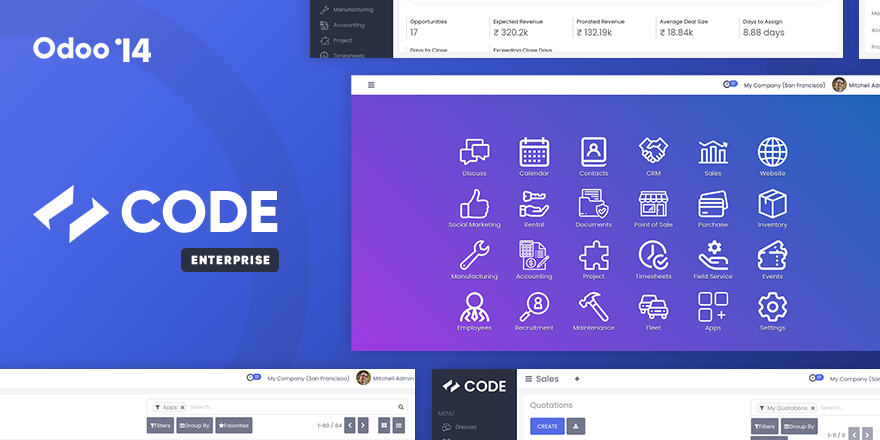 Odoo '14
CODE
ENTERPRISE
Manufacturing
Accounting
Project
Timesheets
Opportunities
17
Expected Revenue
₹ 320.2k
Prorated Revenue
₹ 132.19k
Average Deal Size
₹ 18.84k
Days to Assign
8.88 days
Days to Close
Exceeding Close Days
17
My Company (San Francisco)
Mitchell Adm
Discuss
Calendar
Contacts
CRM
Sales
Website
Social Marketing
Rental
Documents
Point of Sale
Purchase
Inventory
Manufacturing
Accounting
Project
Timesheets
Field Service
Events
Employees
Recruitment
Maintenance
Fleet
Apps
Settings
17
My Company (San Francisco)
Mitchell Admin
Apps ×
Search...
Filters
Group By
Favorites
1-80 / 84
CODE
MENU
Discuss
Sales +
17
My Company (San Fra
Quotations
CREATE
My Quotations ×
Search...
Filters
Group By
1-11 / 11